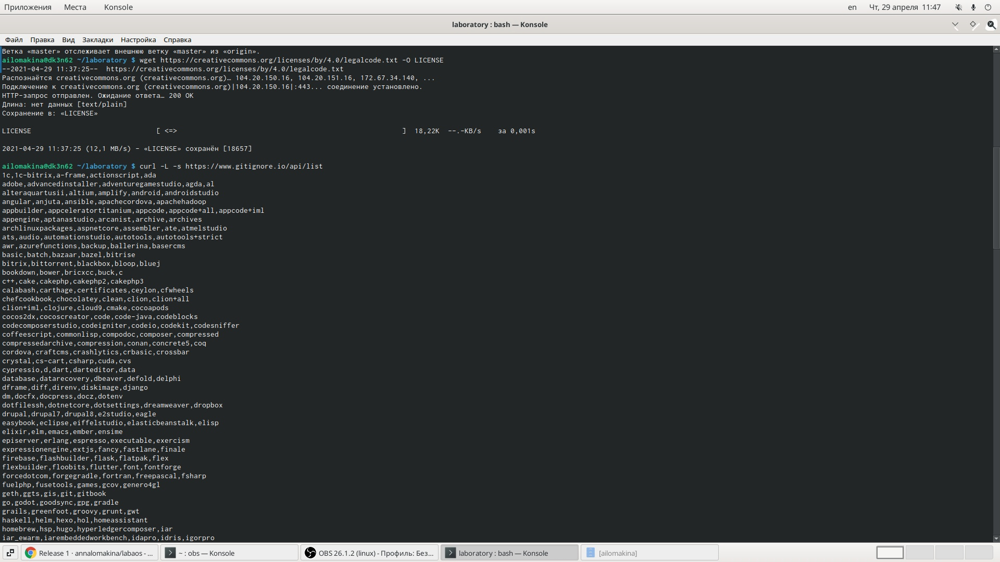 Приложения Места Konsole en Чт, 29 апреля 11:47
laboratory : bash — Konsole
Файл Правка Вид Закладки Настройка Справка
Ветка «master» отслеживает внешнюю ветку «master» из «origin».
ailomakina@dk3n62 ~/laboratory $ wget https://creativecommons.org/licenses/by/4.0/legalcode.txt -O LICENSE
--2021-04-29 11:37:25-- https://creativecommons.org/licenses/by/4.0/legalcode.txt
Распознаётся creativecommons.org (creativecommons.org)… 104.20.150.16, 104.20.151.16, 172.67.34.140, ...
Подключение к creativecommons.org (creativecommons.org)|104.20.150.16|:443... соединение установлено.
HTTP-запрос отправлен. Ожидание ответа… 200 OK
Длина: нет данных [text/plain]
Сохранение в: «LICENSE»
LICENSE [ <=> ] 18,22K --.-KB/s за 0,001s
2021-04-29 11:37:25 (12,1 MB/s) - «LICENSE» сохранён [18657]
ailomakina@dk3n62 ~/laboratory $ curl -L -s https://www.gitignore.io/api/list
1c,1c-bitrix,a-frame,actionscript,ada
adobe,advancedinstaller,adventuregamestudio,agda,al
alteraquartusii,altium,amplify,android,androidstudio
angular,anjuta,ansible,apachecordova,apachehadoop
appbuilder,appceleratortitanium,appcode,appcode+all,appcode+iml
appengine,aptanastudio,arcanist,archive,archives
archlinuxpackages,aspnetcore,assembler,ate,atmelstudio
ats,audio,automationstudio,autotools,autotools+strict
awr,azurefunctions,backup,ballerina,basercms
basic,batch,bazaar,bazel,bitrise
bitrix,bittorrent,blackbox,bloop,bluej
bookdown,bower,bricxcc,buck,c
c++,cake,cakephp,cakephp2,cakephp3
calabash,carthage,certificates,ceylon,cfwheels
chefcookbook,chocolatey,clean,clion,clion+all
clion+iml,clojure,cloud9,cmake,cocoapods
cocos2dx,cocoscreator,code,code-java,codeblocks
codecomposerstudio,codeigniter,codeio,codekit,codesniffer
coffeescript,commonlisp,compodoc,composer,compressed
compressedarchive,compression,conan,concrete5,coq
cordova,craftcms,crashlytics,crbasic,crossbar
crystal,cs-cart,csharp,cuda,cvs
cypressio,d,dart,darteditor,data
database,datarecovery,dbeaver,defold,delphi
dframe,diff,direnv,diskimage,django
dm,docfx,docpress,docz,dotenv
dotfilessh,dotnetcore,dotsettings,dreamweaver,dropbox
drupal,drupal7,drupal8,e2studio,eagle
easybook,eclipse,eiffelstudio,elasticbeanstalk,elisp
elixir,elm,emacs,ember,ensime
episerver,erlang,espresso,executable,exercism
expressionengine,extjs,fancy,fastlane,finale
firebase,flashbuilder,flask,flatpak,flex
flexbuilder,floobits,flutter,font,fontforge
forcedotcom,forgegradle,fortran,freepascal,fsharp
fuelphp,fusetools,games,gcov,genero4gl
geth,ggts,gis,git,gitbook
go,godot,goodsync,gpg,gradle
grails,greenfoot,groovy,grunt,gwt
haskell,helm,hexo,hol,homeassistant
homebrew,hsp,hugo,hyperledgercomposer,iar
iar_ewarm,iarembeddedworkbench,idapro,idris,igorpro
Release 1 · annalomakina/labaos - ... ~ : obs — Konsole OBS 26.1.2 (linux) - Профиль: Без... laboratory : bash — Konsole [ailomakina]